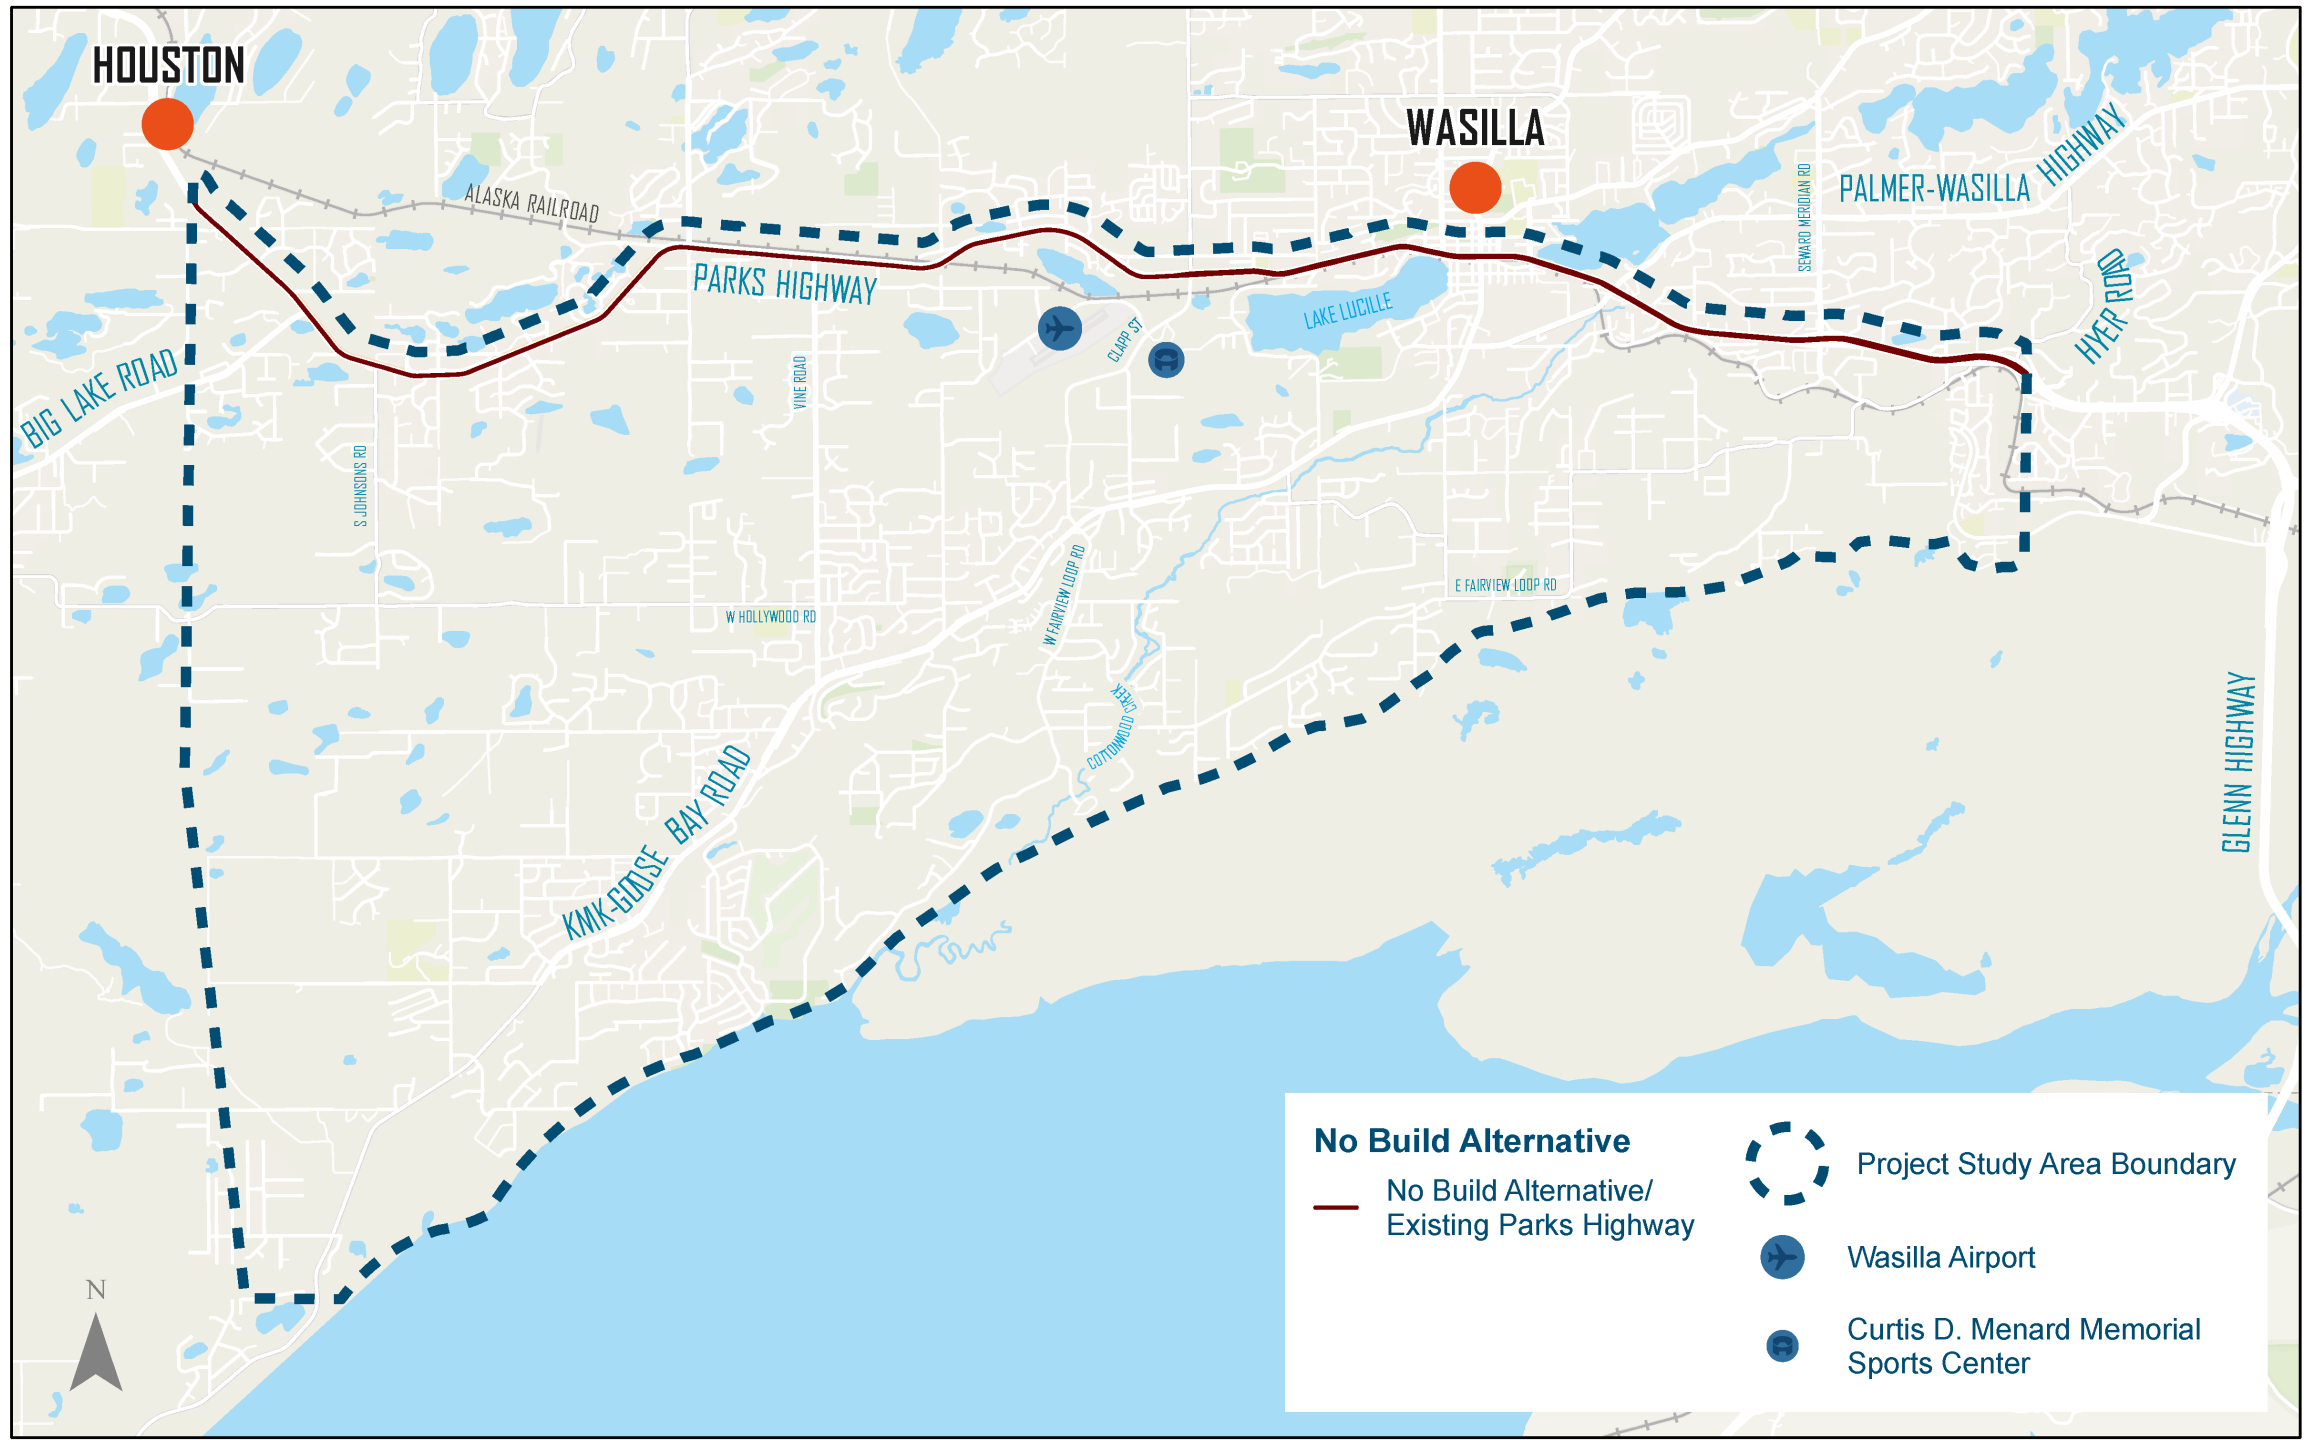 HOUSTON
WASILLA
ALASKA RAILROAD
PALMER-WASILLA HIGHWAY
SEWARD MERIDIAN RD
HYER ROAD
PARKS HIGHWAY
LAKE LUCILLE
CLAPP ST
BIG LAKE ROAD
VINE ROAD
S JOHNSONS RD
W FAIRVIEW LOOP RD
E FAIRVIEW LOOP RD
W HOLLYWOOD RD
COTTONWOOD CREEK
KMK-GOOSE BAY ROAD
GLENN HIGHWAY
N
No Build Alternative
No Build Alternative/
Existing Parks Highway
Project Study Area Boundary
Wasilla Airport
Curtis D. Menard Memorial
Sports Center